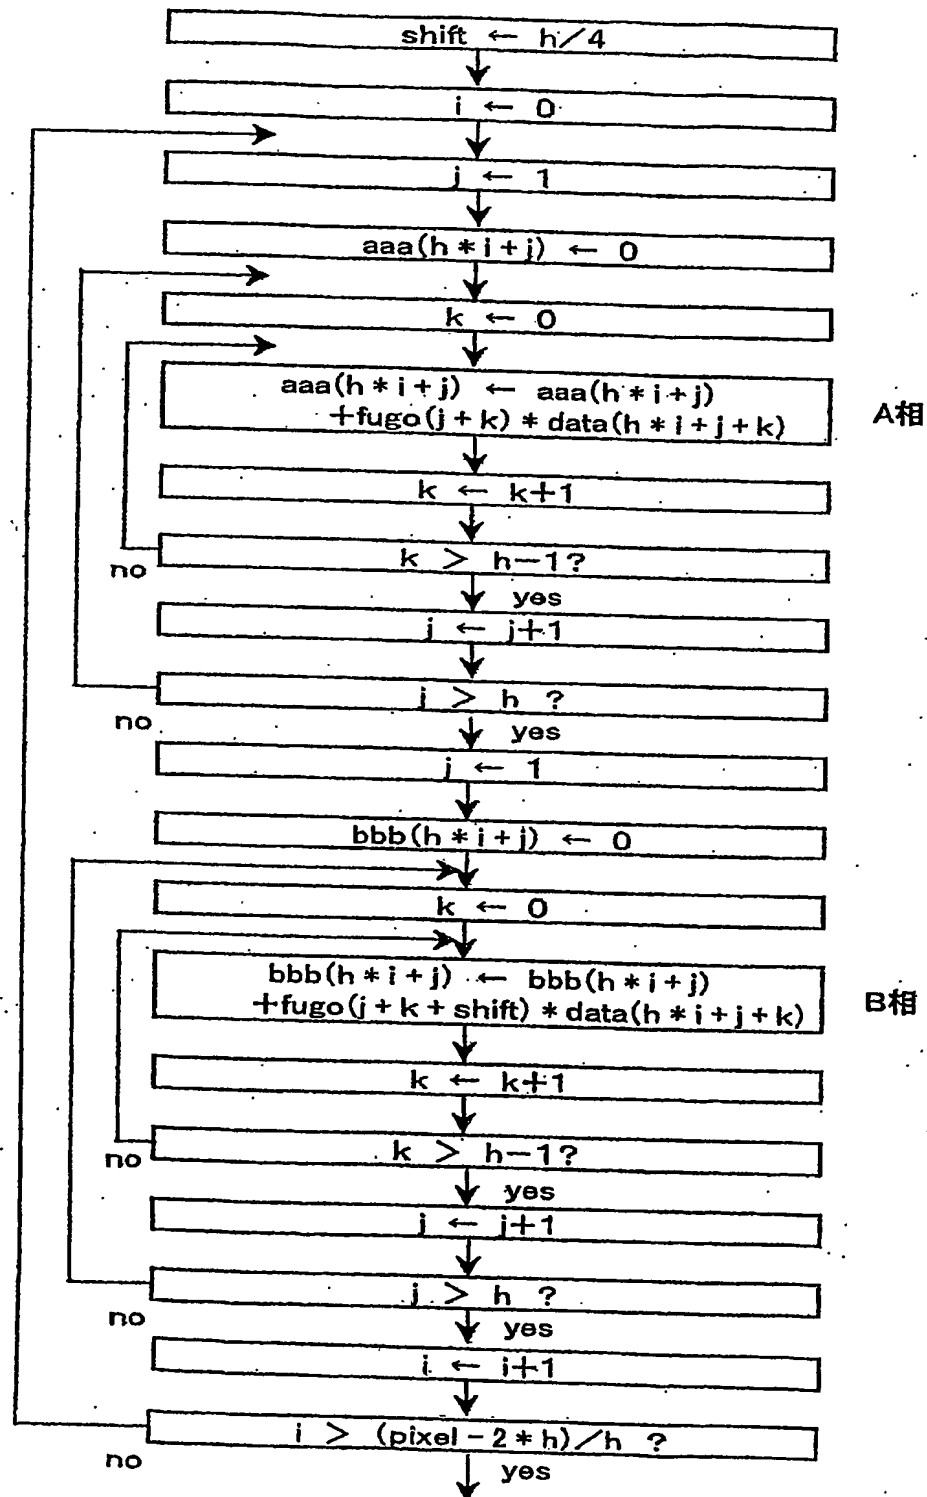 shift ← h/4
i ← 0
j ← 1
aaa(h*i+j) ← 0
k ← 0
aaa(h*i+j) ← aaa(h*i+j)
+fugo(j+k)*data(h*i+j+k)
A相
k ← k+1
k > h-1?
no
yes
j ← j+1
j > h ?
no
yes
j ← 1
bbb(h*i+j) ← 0
k ← 0
bbb(h*i+j) ← bbb(h*i+j)
+fugo(j+k+shift)*data(h*i+j+k)
B相
k ← k+1
k > h-1?
no
yes
j ← j+1
j > h ?
no
yes
i ← i+1
i > (pixel-2*h)/h ?
no
yes